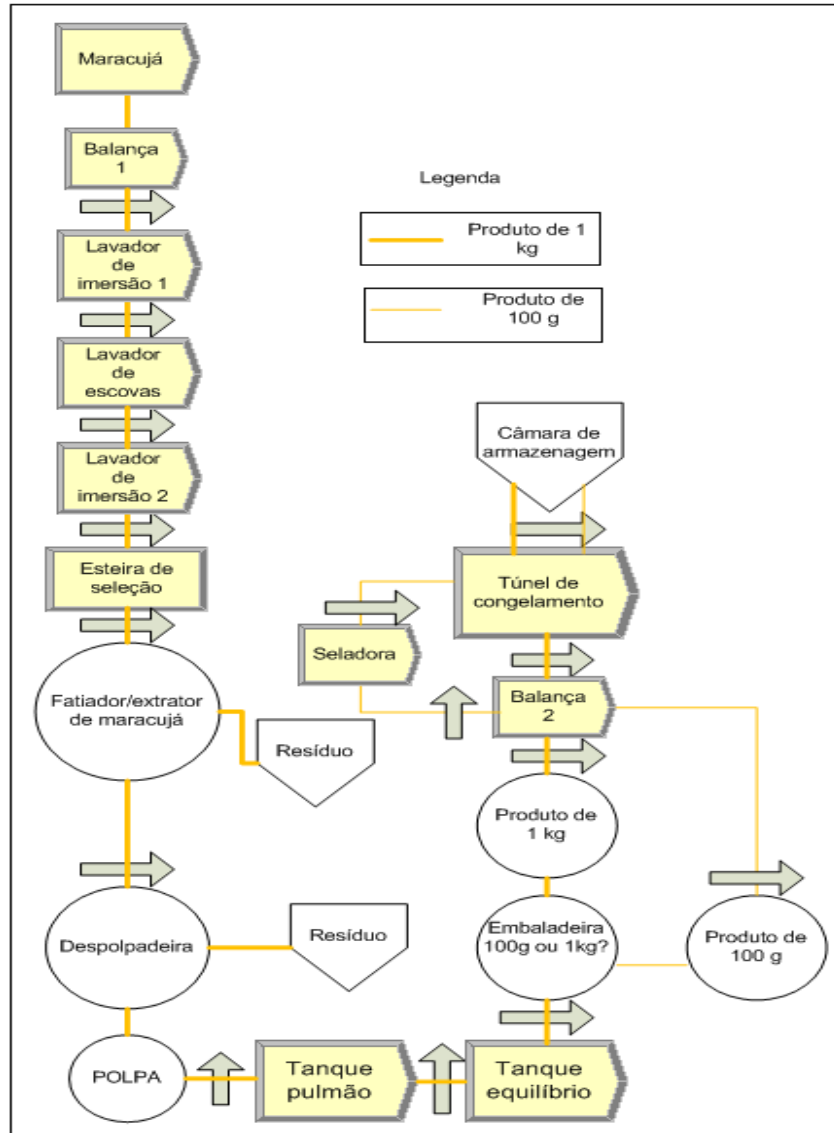 Maracujá
Balança
1
Lavador
de
imersão 1
Lavador
de
escovas
Lavador
de
imersão 2
Esteira de
seleção
Fatiador/extrator
de maracujá
Resíduo
Despolpadeira
Resíduo
POLPA
Tanque
pulmão
Tanque
equilíbrio
Embaladeira
100g ou 1kg?
Produto de
100 g
Produto de
1 kg
Balança
2
Seladora
Túnel de
congelamento
Câmara de
armazenagem
Legenda
Produto de 1
kg
Produto de
100 g